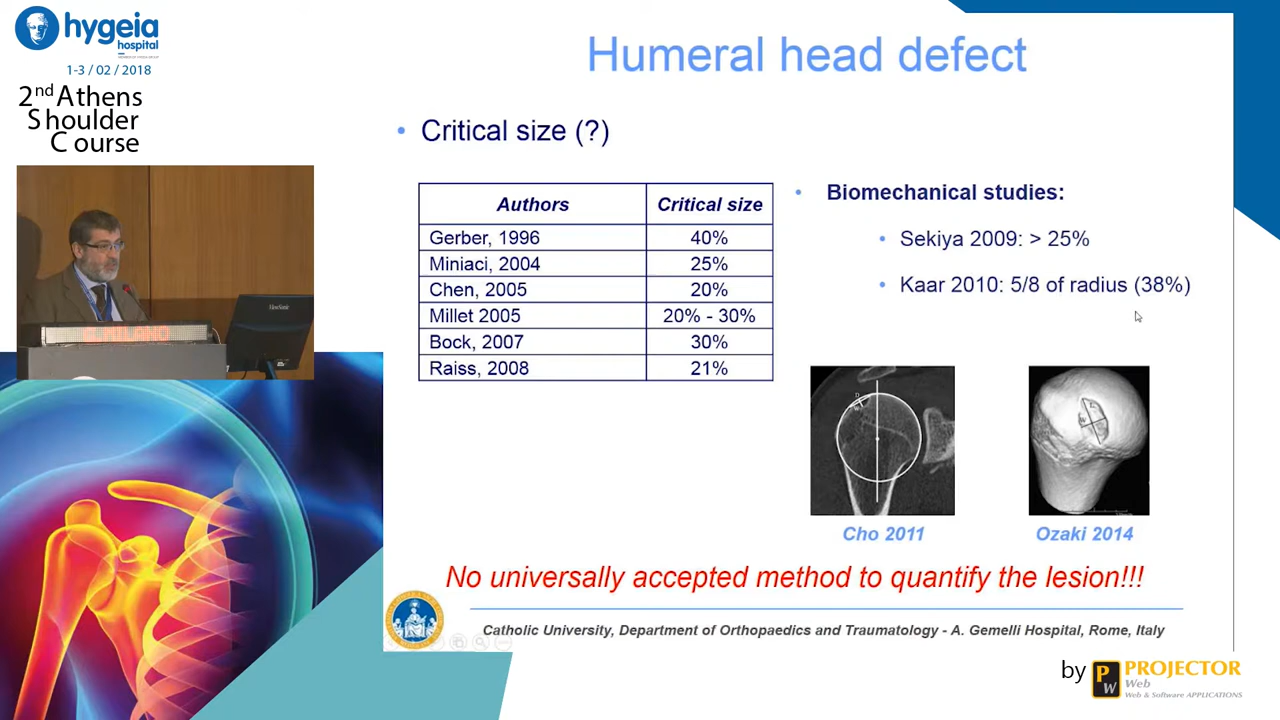 hygeia
hospital
1-3 / 02 / 2018
2nd Athens
Shoulder
Course
Humeral head defect
• Critical size (?)
Authors Critical size
Gerber, 1996 40%
Miniaci, 2004 25%
Chen, 2005 20%
Millet 2005 20% - 30%
Bock, 2007 30%
Raiss, 2008 21%
• Biomechanical studies:
• Sekiya 2009: > 25%
• Kaar 2010: 5/8 of radius (38%)
Cho 2011
Ozaki 2014
No universally accepted method to quantify the lesion!!!
Catholic University, Department of Orthopaedics and Traumatology - A. Gemelli Hospital, Rome, Italy
by PW PROJECTOR
Web
Web & Software APPLICATIONS